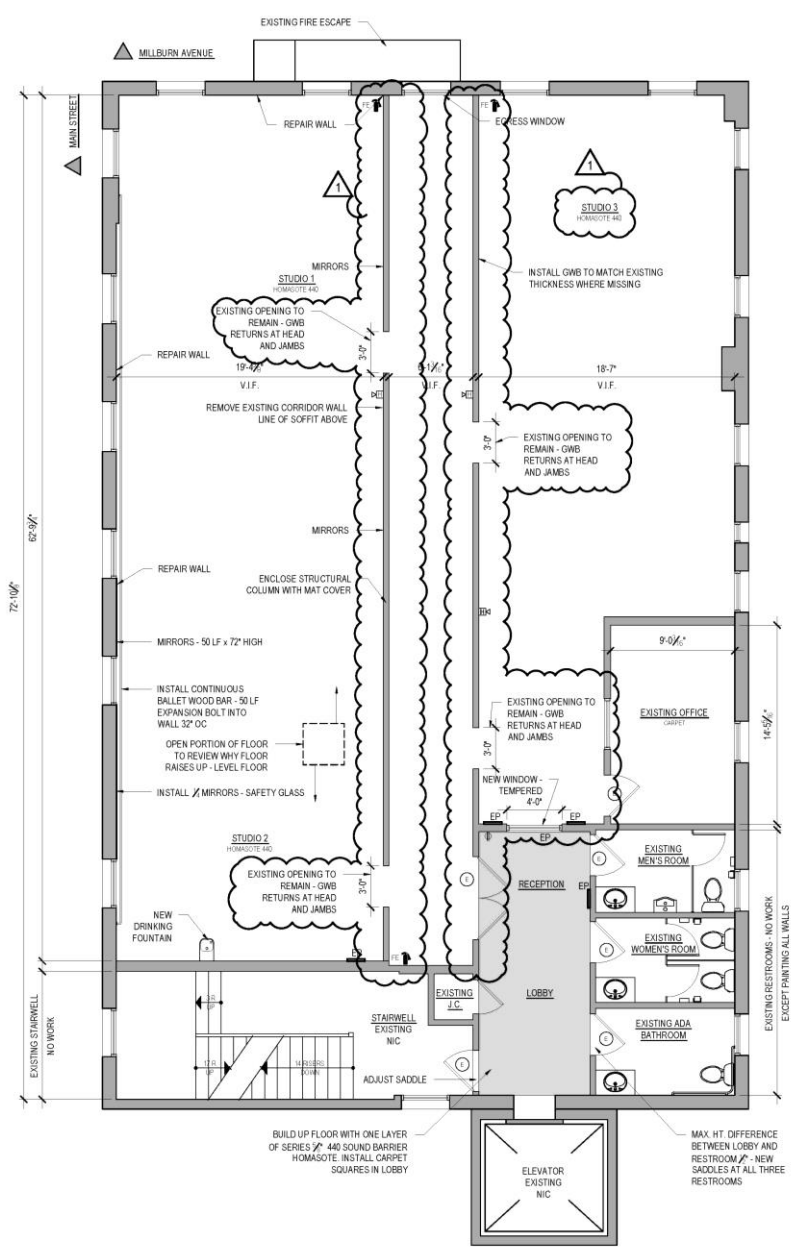 EXISTING FIRE ESCAPE
MILLBURN AVENUE
MAIN STREET
FE
FE
REPAIR WALL
EGRESS WINDOW
1
1
STUDIO 3
HOMASOTE 440
MIRRORS
STUDIO 1
HOMASOTE 440
INSTALL GWB TO MATCH EXISTING
THICKNESS WHERE MISSING
EXISTING OPENING TO
REMAIN - GWB
RETURNS AT HEAD
AND JAMBS
3'-0"
REPAIR WALL
V.I.F.
V.I.F.
18'-7"
V.I.F.
REMOVE EXISTING CORRIDOR WALL
LINE OF SOFFIT ABOVE
EXISTING OPENING TO
REMAIN - GWB
RETURNS AT HEAD
AND JAMBS
3'-0"
MIRRORS
REPAIR WALL
ENCLOSE STRUCTURAL
COLUMN WITH MAT COVER
MIRRORS - 50 LF x 72" HIGH
INSTALL CONTINUOUS
BALLET WOOD BAR - 50 LF
EXPANSION BOLT INTO
WALL 32" OC
OPEN PORTION OF FLOOR
TO REVIEW WHY FLOOR
RAISES UP - LEVEL FLOOR
INSTALL MIRRORS - SAFETY GLASS
EXISTING OPENING TO
REMAIN - GWB
RETURNS AT HEAD
AND JAMBS
3'-0"
EXISTING OFFICE
CARPET
E
NEW WINDOW -
TEMPERED
4'-0"
EP
EP
EP
STUDIO 2
HOMASOTE 440
EXISTING OPENING TO
REMAIN - GWB
RETURNS AT HEAD
AND JAMBS
3'-0"
E
RECEPTION
EP
E
EXISTING
MEN'S ROOM
NEW
DRINKING
FOUNTAIN
EP
FE
E
EXISTING
WOMEN'S ROOM
EXISTING RESTROOMS - NO WORK
EXCEPT PAINTING ALL WALLS
EXISTING STAIRWELL
NO WORK
UP
17 R.
UP
14 RISERS
DOWN
STAIRWELL
EXISTING
NIC
EXISTING
J.C.
LOBBY
E
EXISTING ADA
BATHROOM
ADJUST SADDLE
E
BUILD UP FLOOR WITH ONE LAYER
OF SERIES 440 SOUND BARRIER
HOMASOTE. INSTALL CARPET
SQUARES IN LOBBY
ELEVATOR
EXISTING
NIC
MAX. HT. DIFFERENCE
BETWEEN LOBBY AND
RESTROOM - NEW
SADDLES AT ALL THREE
RESTROOMS